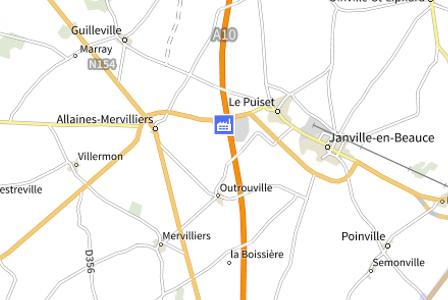 Guilleville
A10
Marray
N154
Le Puiset
Allaines-Mervilliers
Janville-en-Beauce
Villermon
estreville
Outrouville
D356
Mervilliers
la Boissière
Poinville
Semonville